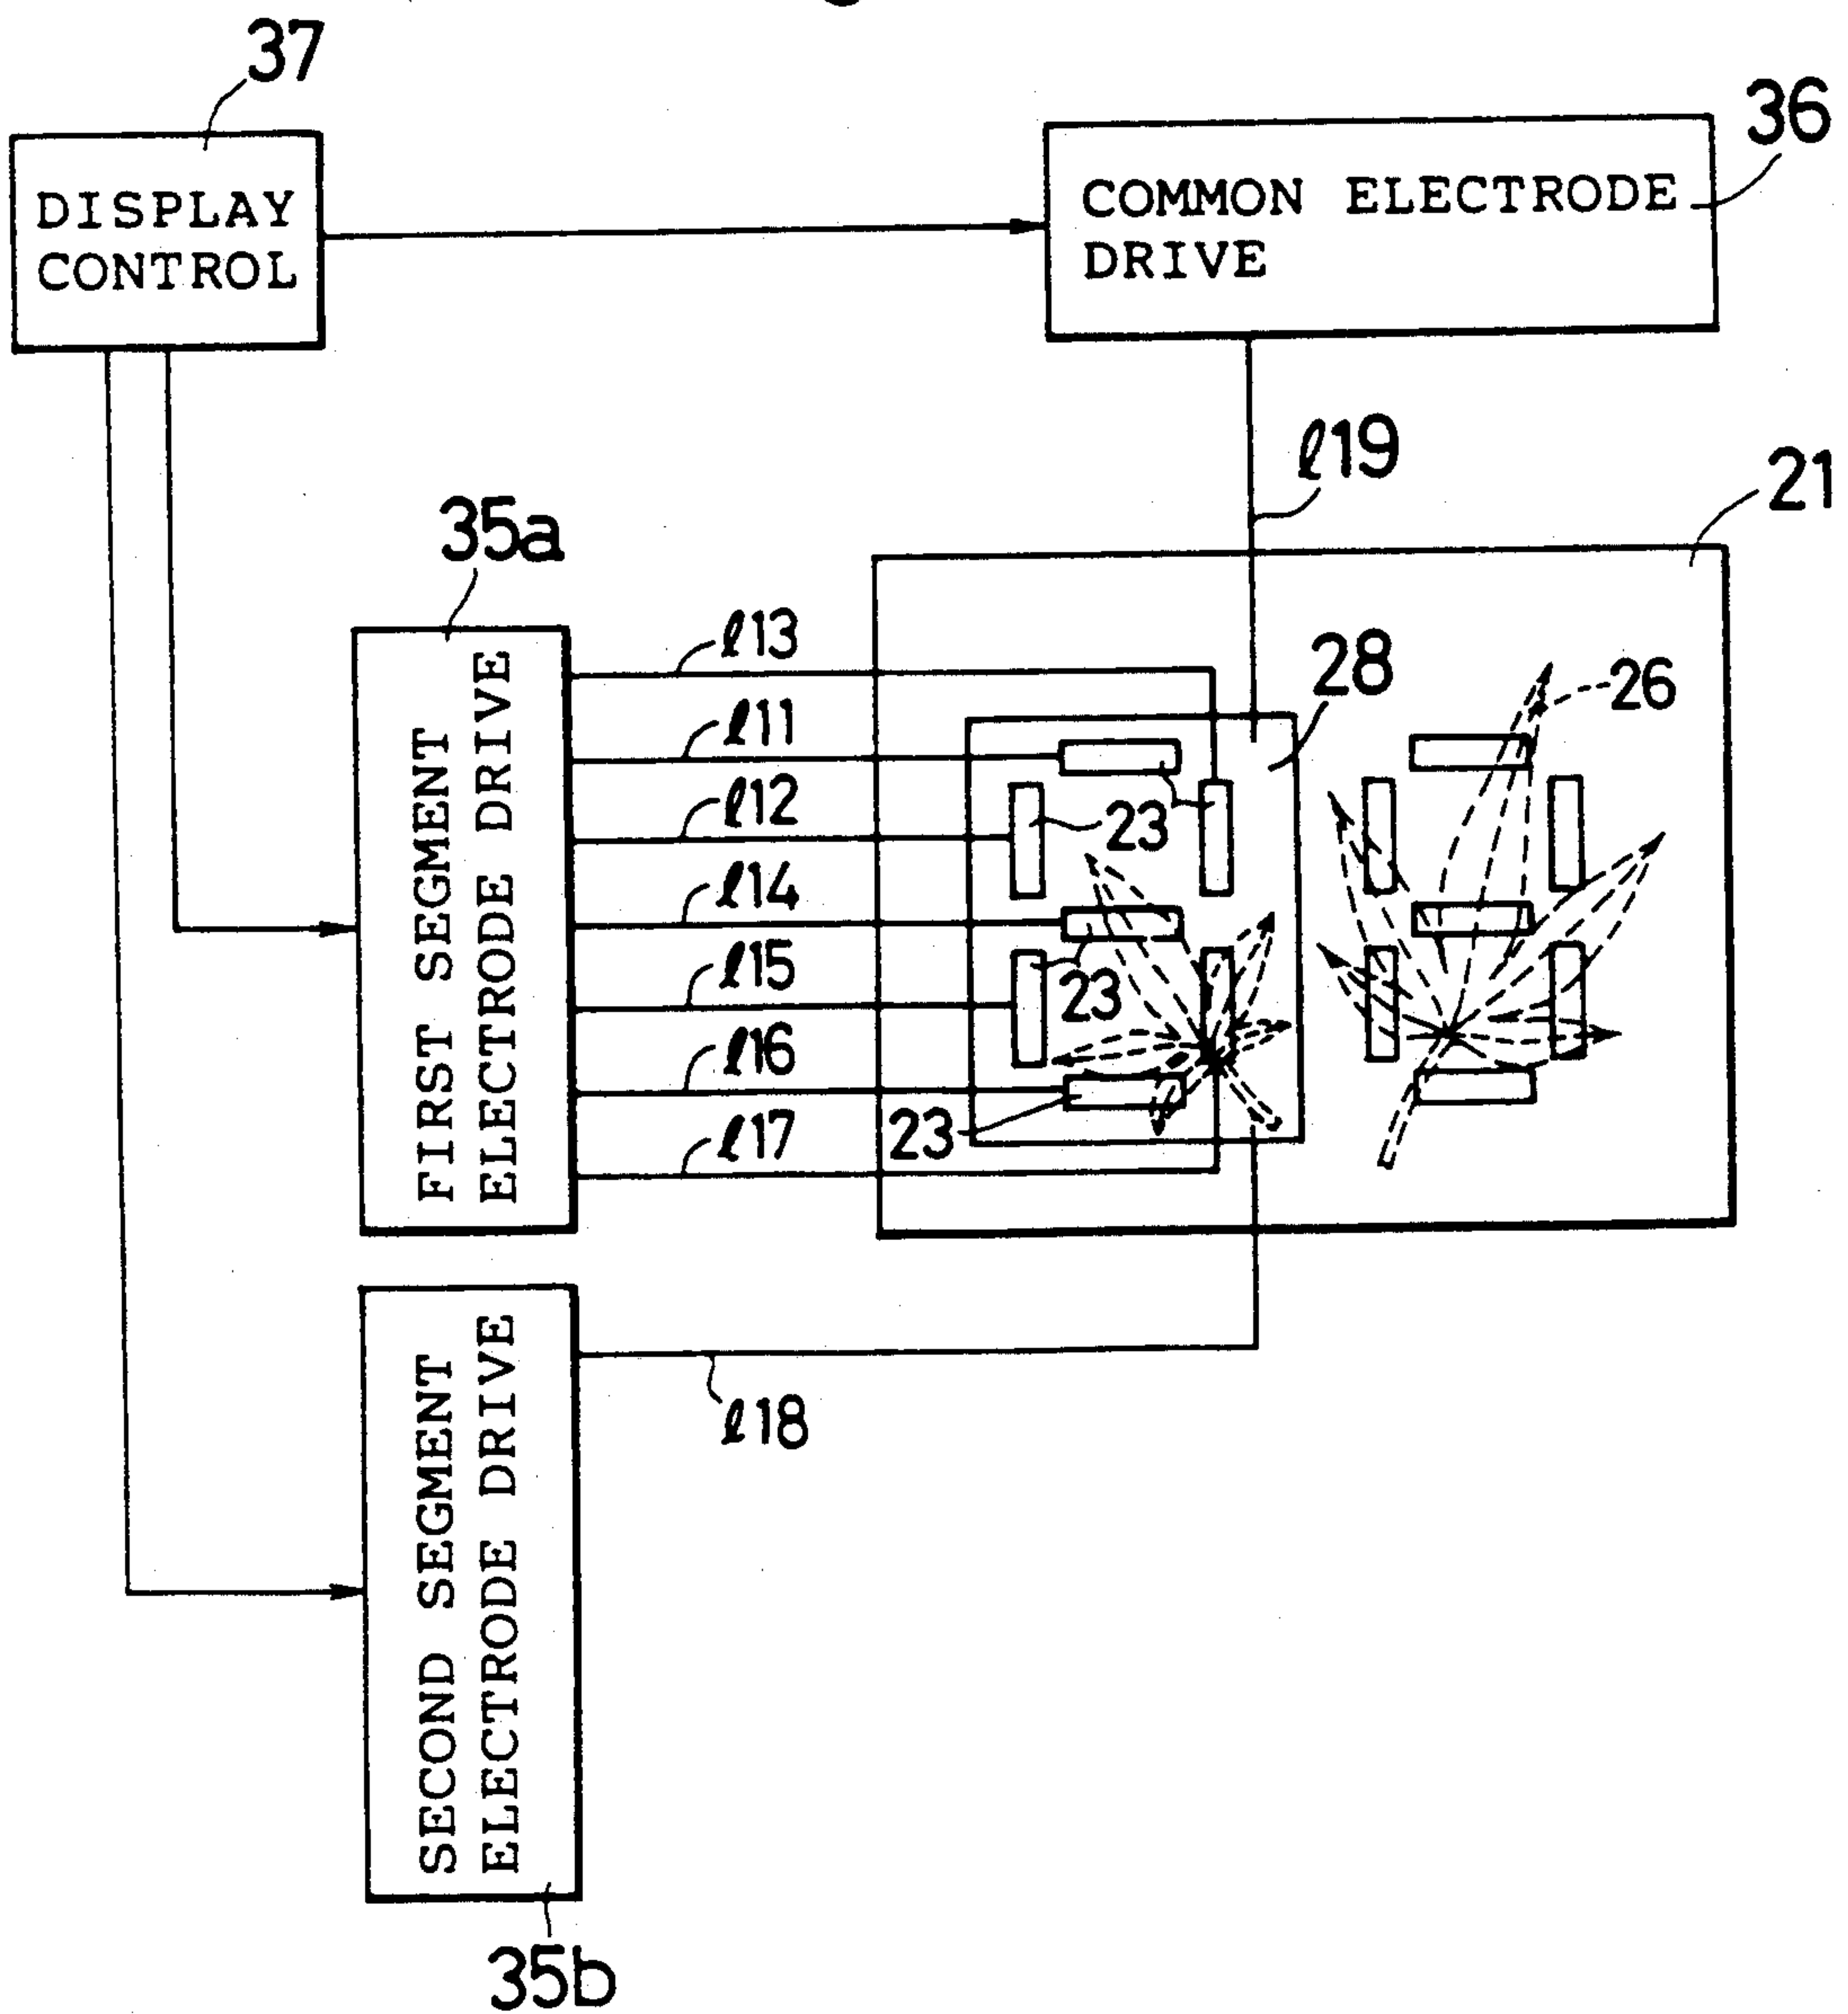 37
DISPLAY
CONTROL
36
COMMON ELECTRODE
DRIVE
ℓ19
21
35a
FIRST SEGMENT
ELECTRODE DRIVE
ℓ13
ℓ11
ℓ12
ℓ14
ℓ15
ℓ16
ℓ17
28
26
23
23
23
SECOND SEGMENT
ELECTRODE DRIVE
ℓ18
35b